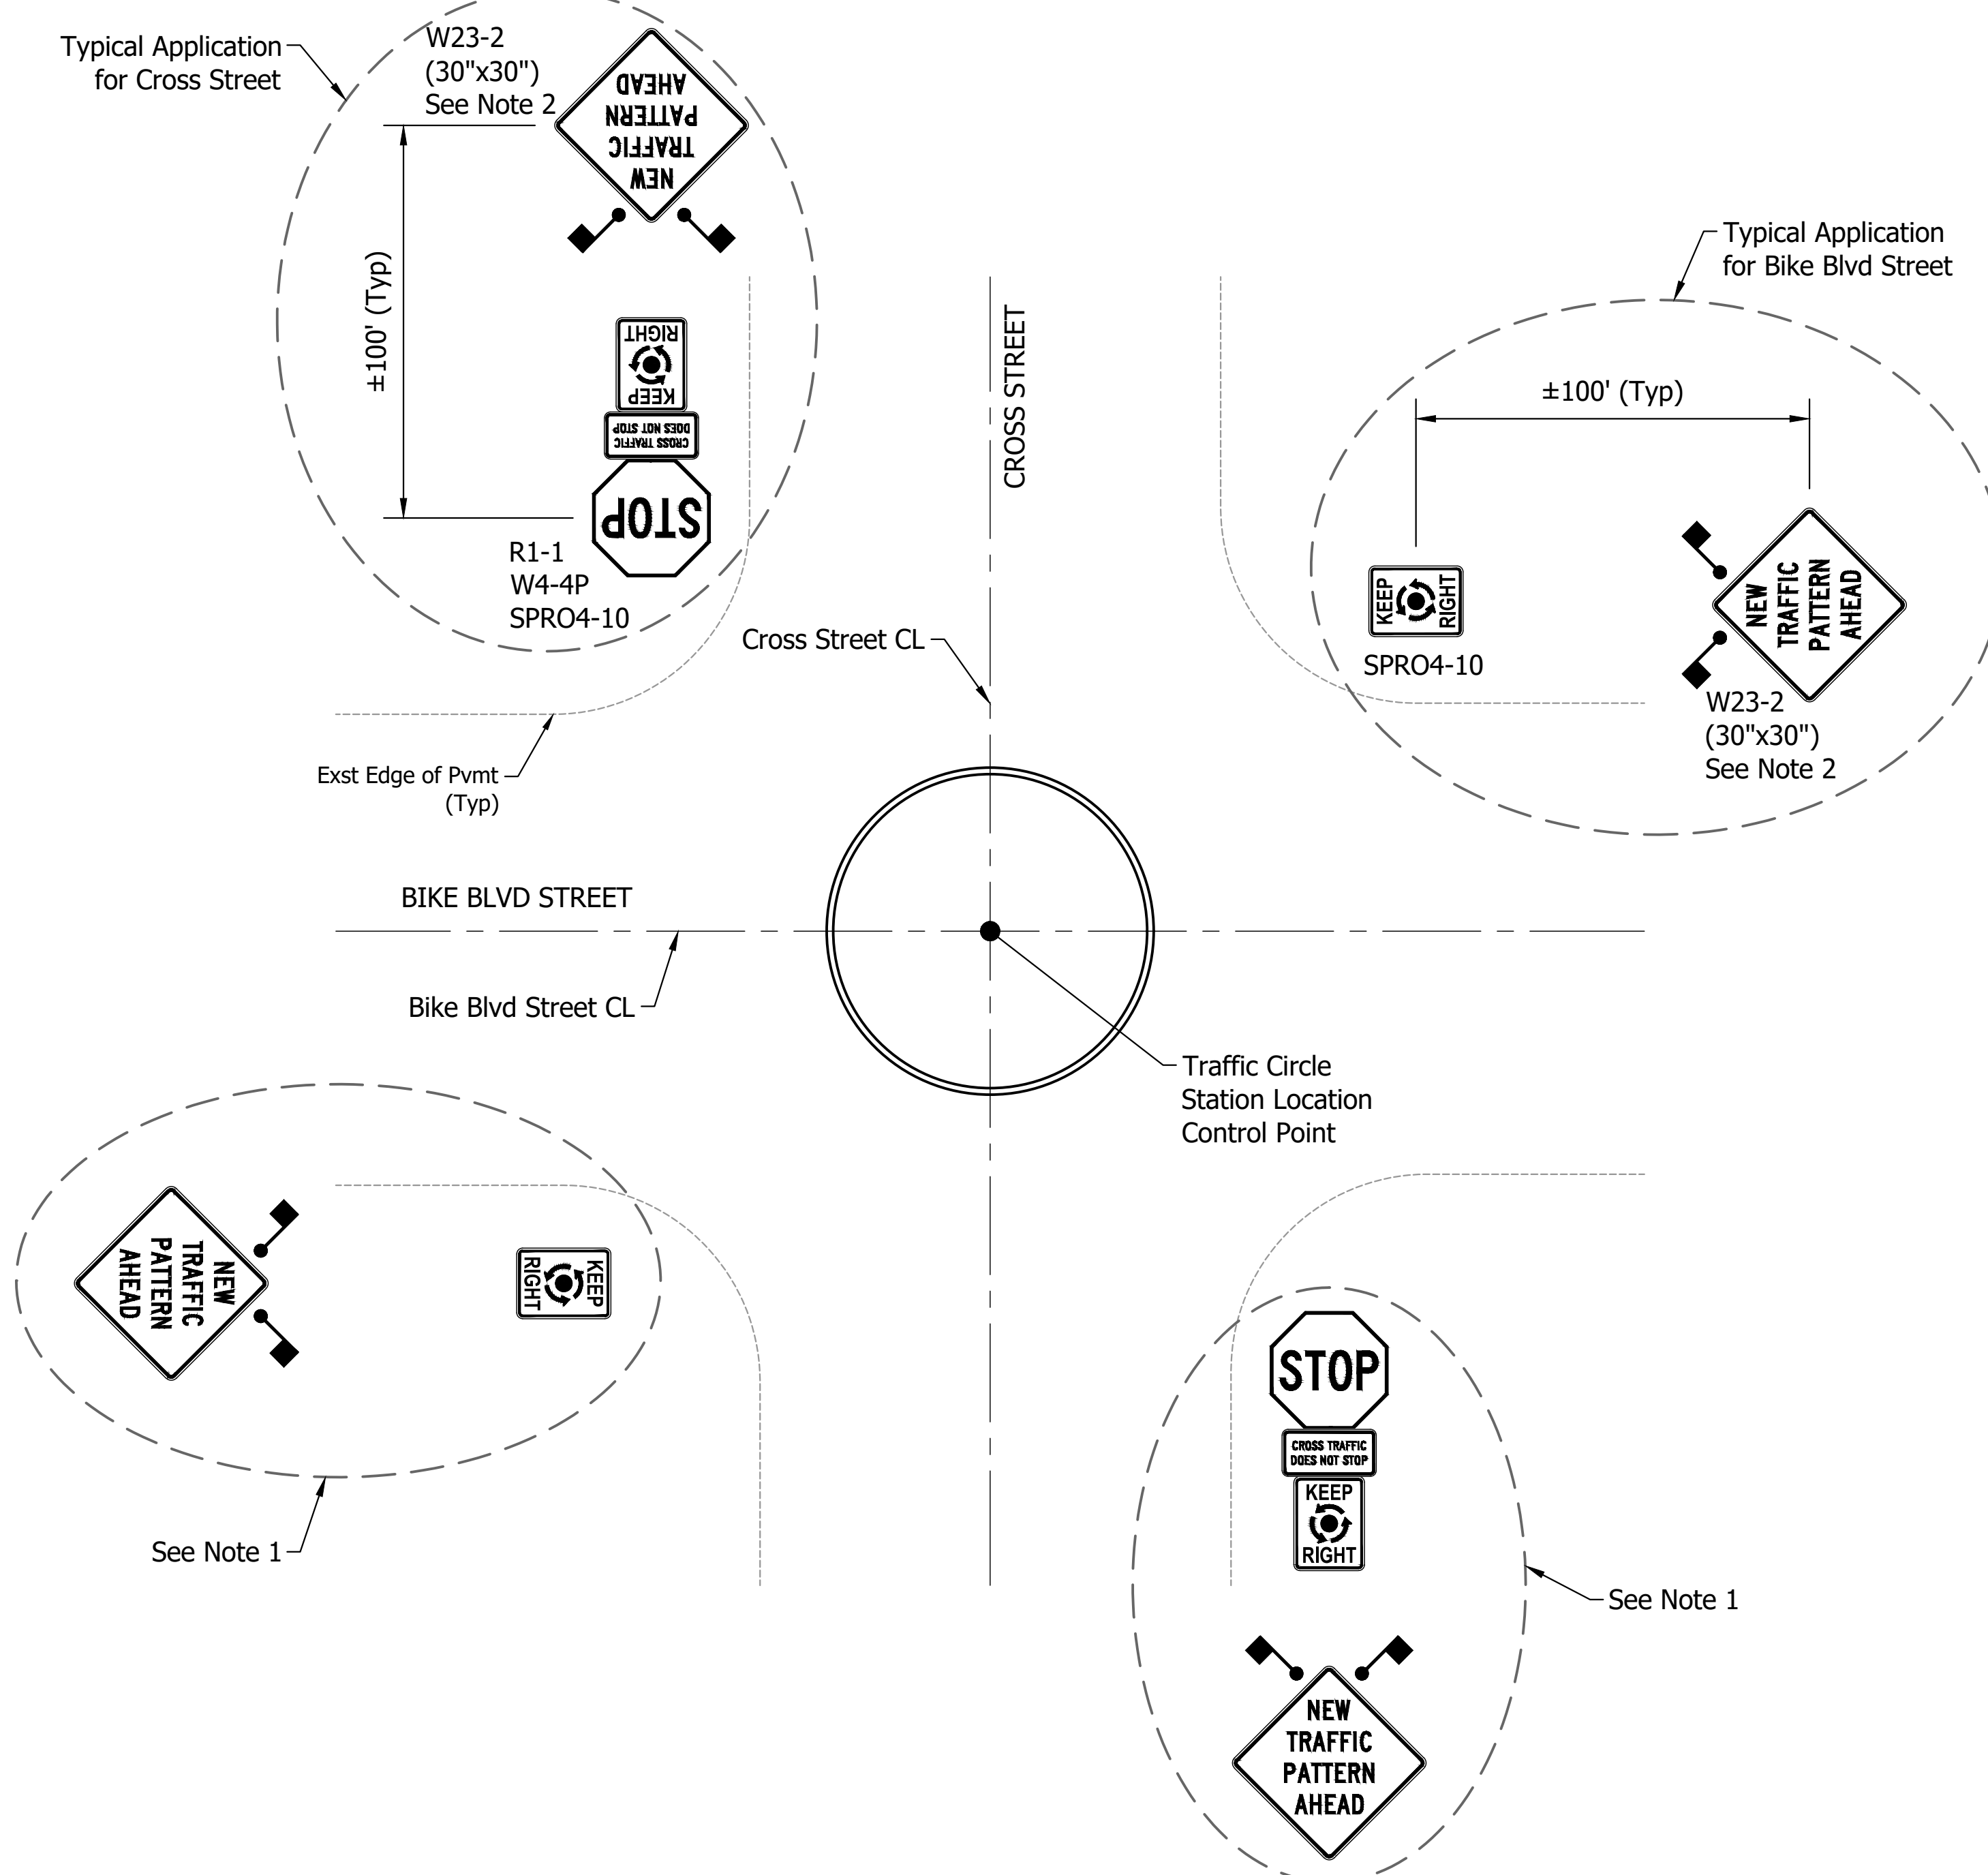 Typical Application
for Cross Street
W23-2
(30"x30")
See Note 2
NEW
TRAFFIC
PATTERN
AHEAD
±100' (Typ)
KEEP
RIGHT
CROSS TRAFFIC
DOES NOT STOP
STOP
R1-1
W4-4P
SPRO4-10
CROSS STREET
Typical Application
for Bike Blvd Street
±100' (Typ)
KEEP
RIGHT
SPRO4-10
NEW
TRAFFIC
PATTERN
AHEAD
W23-2
(30"x30")
See Note 2
Cross Street CL
Exst Edge of Pvmt
(Typ)
BIKE BLVD STREET
Bike Blvd Street CL
Traffic Circle
Station Location
Control Point
NEW
TRAFFIC
PATTERN
AHEAD
KEEP
RIGHT
See Note 1
STOP
CROSS TRAFFIC
DOES NOT STOP
KEEP
RIGHT
See Note 1
NEW
TRAFFIC
PATTERN
AHEAD